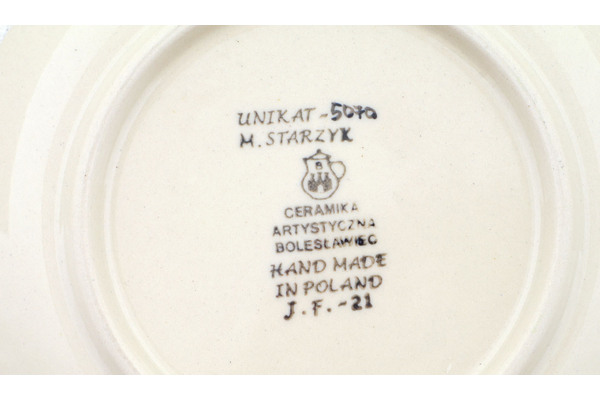 UNIKAT-5070
M. STARZYK
CERAMIKA
ARTYSTYCZNA
BOLESŁAWIEC
HAND MADE
IN POLAND
J.F.-21